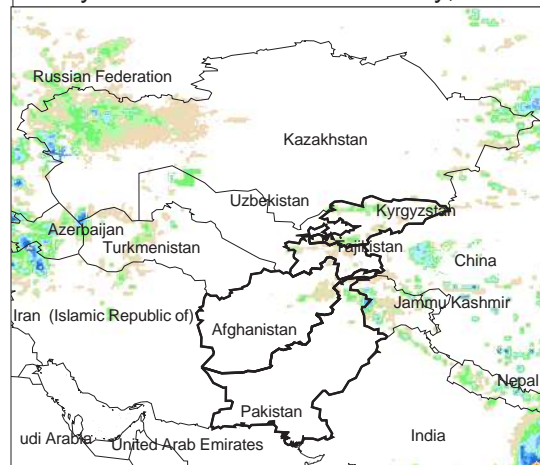 Russian Federation
Kazakhstan
Uzbekistan
Kyrgyzstan
Azerbaijan
Turkmenistan
Tajikistan
China
Jammu/Kashmir
Iran (Islamic Republic of)
Afghanistan
Nepal
Pakistan
India
udi Arabia
United Arab Emirates